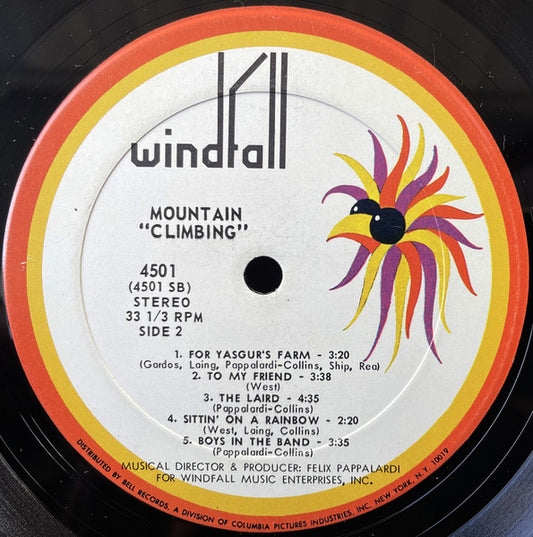 windfall
MOUNTAIN
"CLIMBING"
4501
(4501 SB)
STEREO
33 1/3 RPM
SIDE 2
1. FOR YASGUR'S FARM - 3:20
(Gardos, Laing, Pappalardi-Collins, Ship, Rea)
2. TO MY FRIEND - 3:38
(West)
3. THE LAIRD - 4:35
(Pappalardi-Collins)
4. SITTIN' ON A RAINBOW - 2:20
(West, Laing, Collins)
5. BOYS IN THE BAND - 3:35
(Pappalardi-Collins)
MUSICAL DIRECTOR & PRODUCER: FELIX PAPPALARDI
FOR WINDFALL MUSIC ENTERPRISES, INC.
DISTRIBUTED BY BELL RECORDS, A DIVISION OF COLUMBIA PICTURES INDUSTRIES, INC. NEW YORK, N.Y. 10019